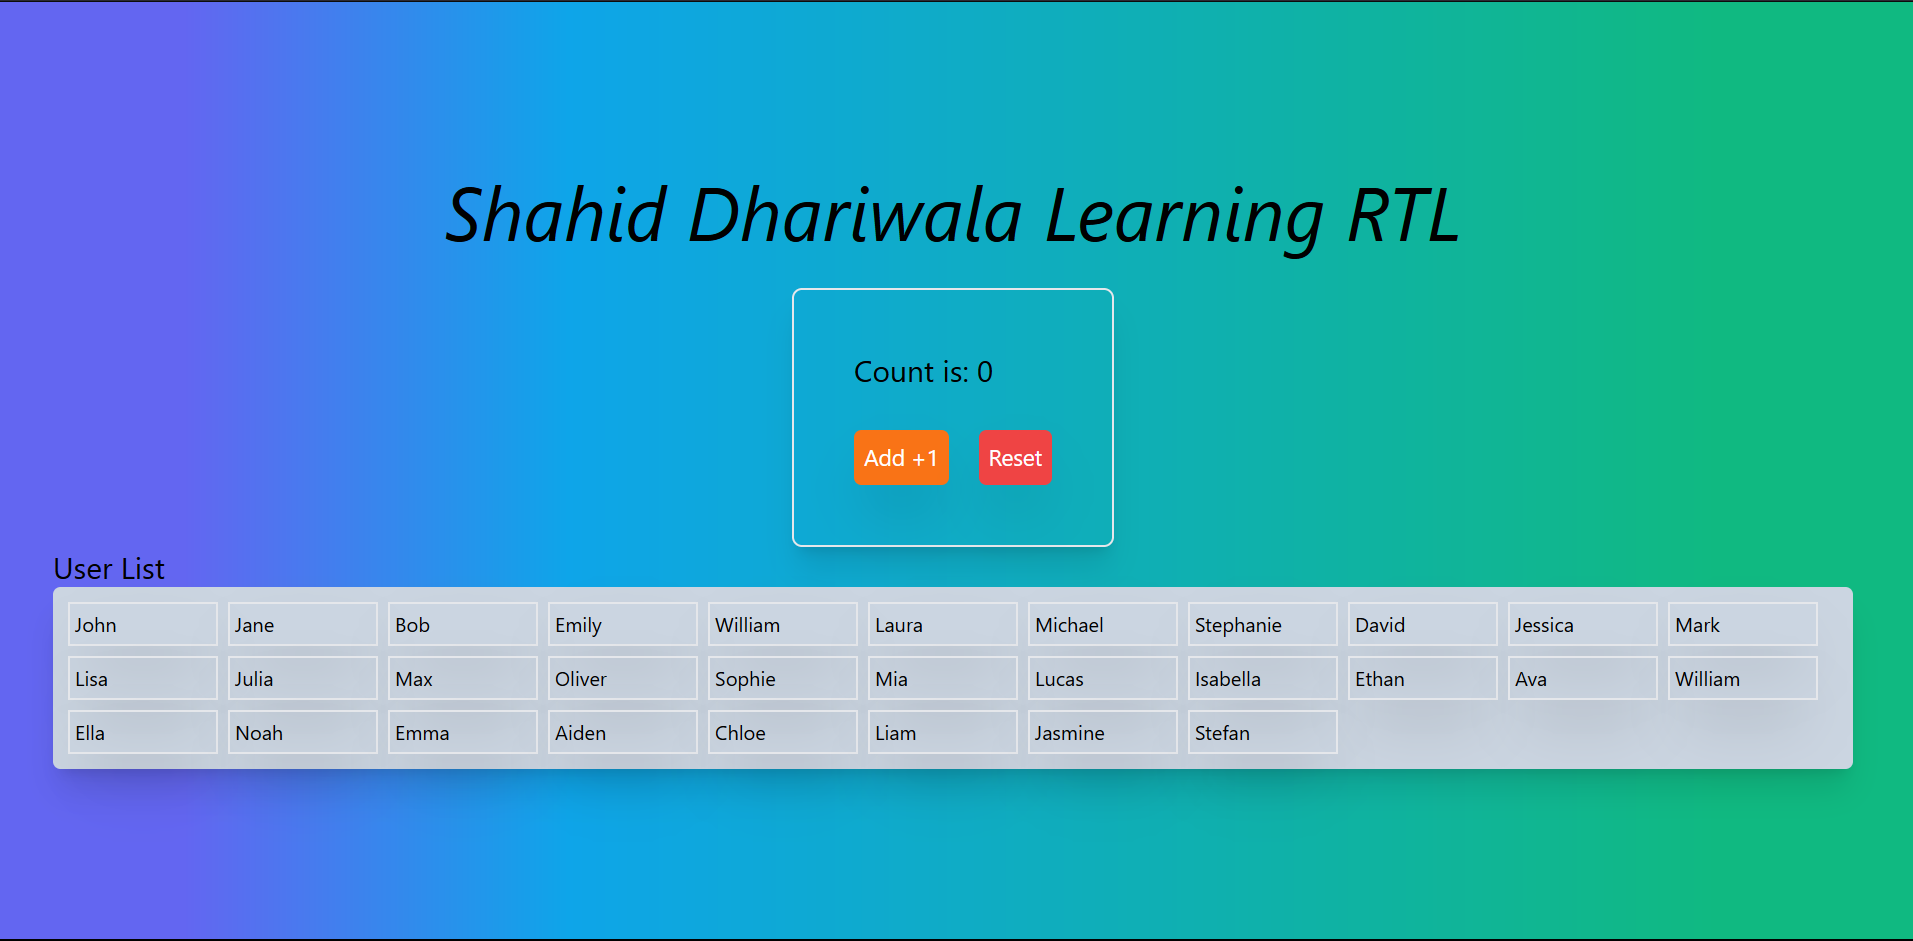 Shahid Dhariwala Learning RTL
Count is: 0
Add +1 Reset
User List
John Jane Bob Emily William Laura Michael Stephanie David Jessica Mark
Lisa Julia Max Oliver Sophie Mia Lucas Isabella Ethan Ava William
Ella Noah Emma Aiden Chloe Liam Jasmine Stefan